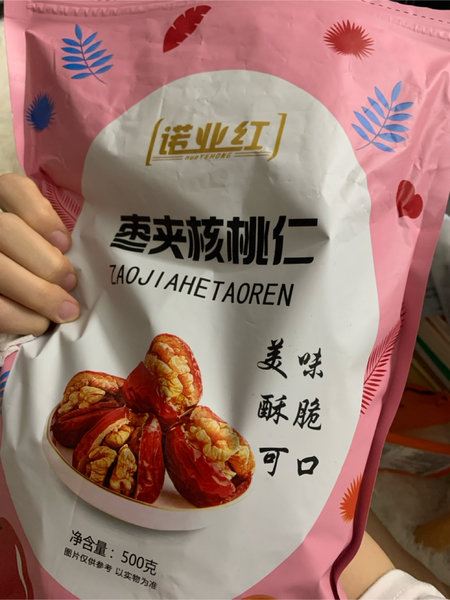 诺业红
枣夹核桃仁
ZAOJIAHETAOREN
美味
酥脆
可口
净含量：500克
图片仅供参考 以实物为准